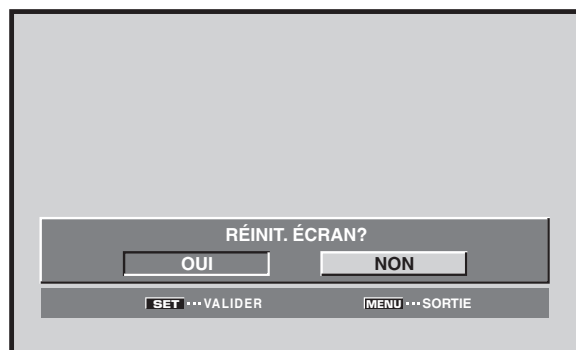 RÉINIT. ÉCRAN?
OUI NON
SET ··· VALIDER MENU ··· SORTIE